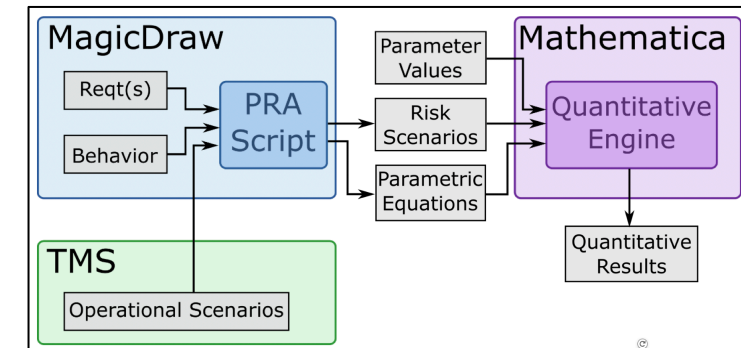 MagicDraw
Reqt(s)
Behavior
PRA
Script
TMS
Operational Scenarios
Parameter
Values
Risk
Scenarios
Parametric
Equations
Mathematica
Quantitative
Engine
Quantitative
Results
©